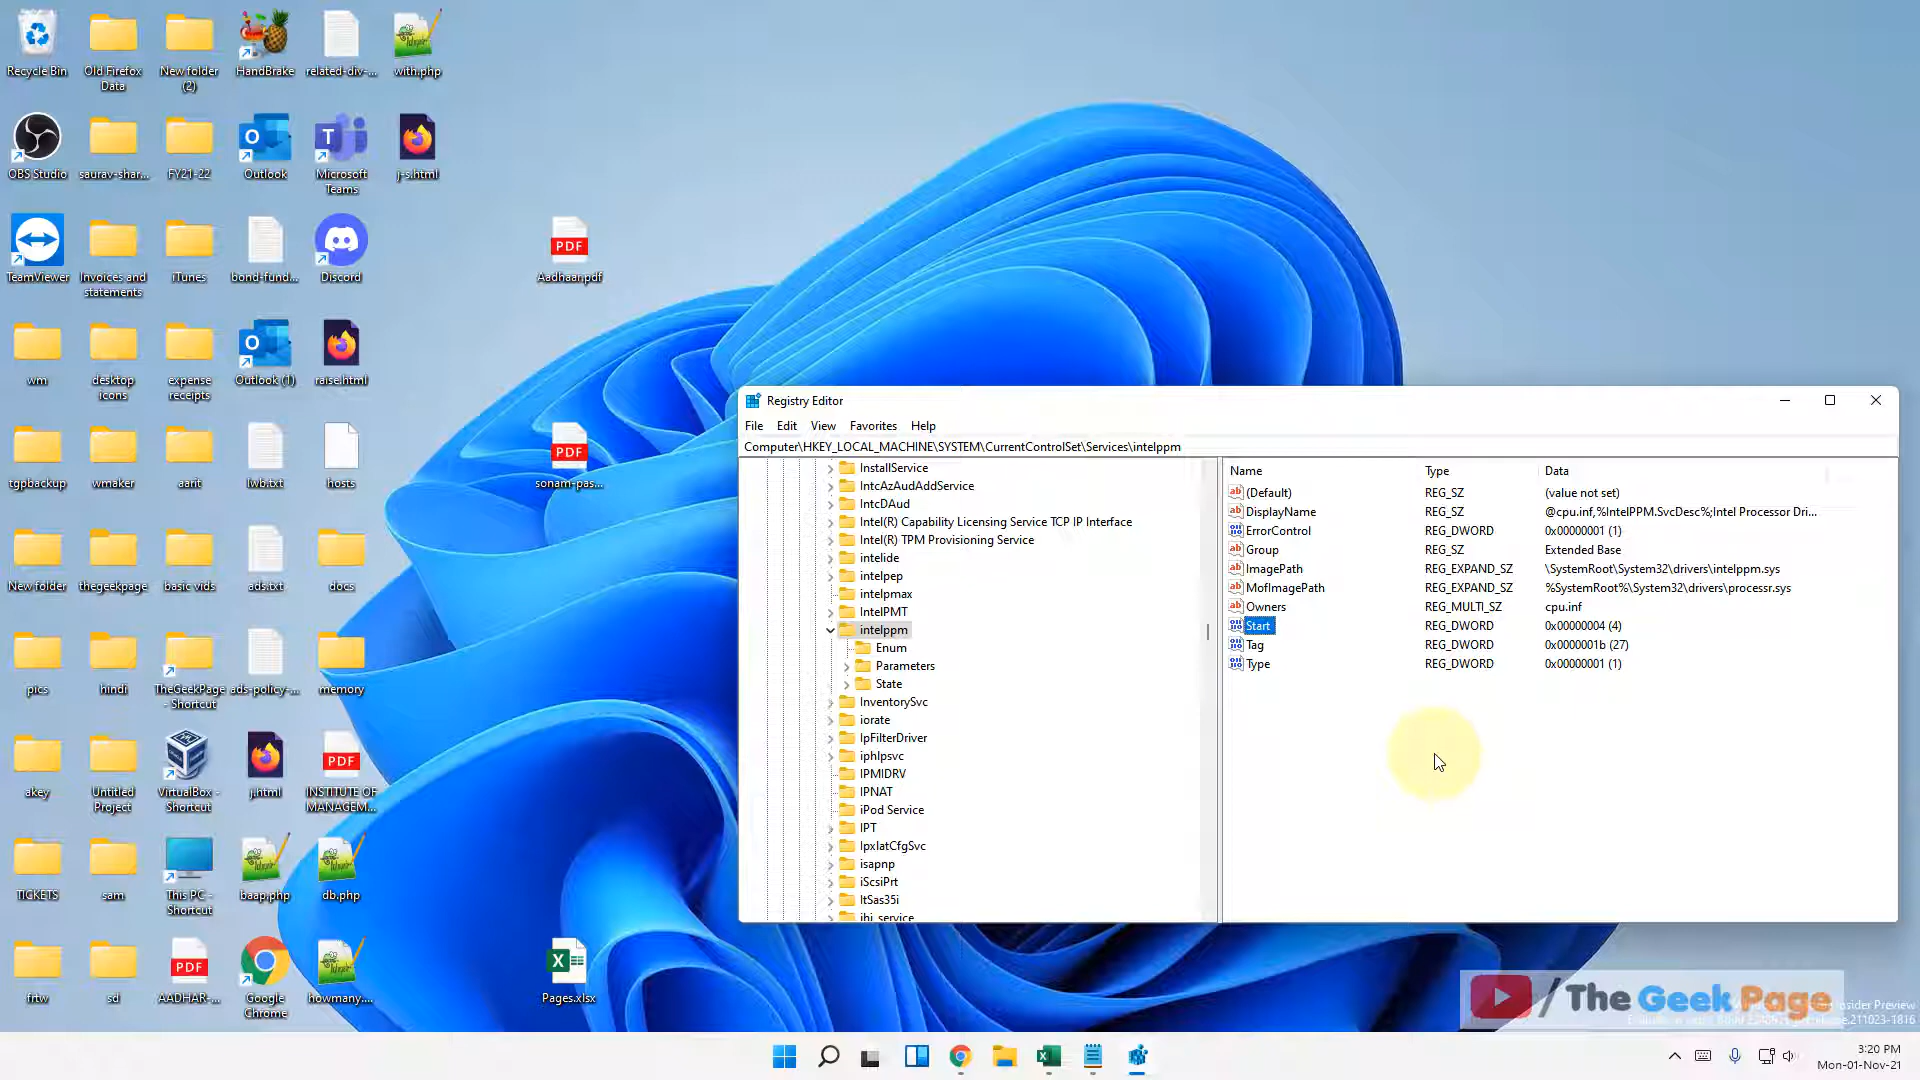 Recycle Bin
Old Firefox
Data
New folder
(2)
HandBrake
related-div-...
with.php
OBS Studio
saurav-shar...
FY21-22
Outlook
Microsoft
Teams
j-s.html
TeamViewer
Invoices and
statements
iTunes
bond-fund...
Discord
Aadhaar.pdf
wm
desktop
icons
expense
receipts
Outlook (1)
raise.html
tgpbackup
wmaker
aarit
lwb.txt
hosts
sonam-pas...
New folder
thegeekpage
basic vids
ads.txt
docs
pics
hindi
TheGeekPage
- Shortcut
ads-policy-...
memory
akey
Untitled
Project
VirtualBox -
Shortcut
j.html
INSTITUTE OF
MANAGEM...
TICKETS
sam
This PC -
Shortcut
baap.php
db.php
frtw
sd
AADHAR-...
Google
Chrome
howmany....
Pages.xlsx
PDF
PDF
PDF
PDF
Registry Editor
File Edit View Favorites Help
Computer\HKEY_LOCAL_MACHINE\SYSTEM\CurrentControlSet\Services\intelppm
InstallService
IntcAzAudAddService
IntcDAud
Intel(R) Capability Licensing Service TCP IP Interface
Intel(R) TPM Provisioning Service
intelide
intelpep
intelpmax
IntelPMT
intelppm
Enum
Parameters
State
InventorySvc
iorate
IpFilterDriver
iphlpsvc
IPMIDRV
IPNAT
iPod Service
IPT
IpxlatCfgSvc
isapnp
iScsiPrt
ItSas35i
ibi_service
Name Type Data
(Default) REG_SZ (value not set)
DisplayName REG_SZ @cpu.inf,%IntelPPM.SvcDesc%;Intel Processor Dri...
ErrorControl REG_DWORD 0x00000001 (1)
Group REG_SZ Extended Base
ImagePath REG_EXPAND_SZ \SystemRoot\System32\drivers\intelppm.sys
MofImagePath REG_EXPAND_SZ %SystemRoot%\System32\drivers\processr.sys
Owners REG_MULTI_SZ cpu.inf
Start REG_DWORD 0x00000004 (4)
Tag REG_DWORD 0x0000001b (27)
Type REG_DWORD 0x00000001 (1)
/ The Geek Page
Insider Preview
211023-1816
3:20 PM
Mon-01-Nov-21